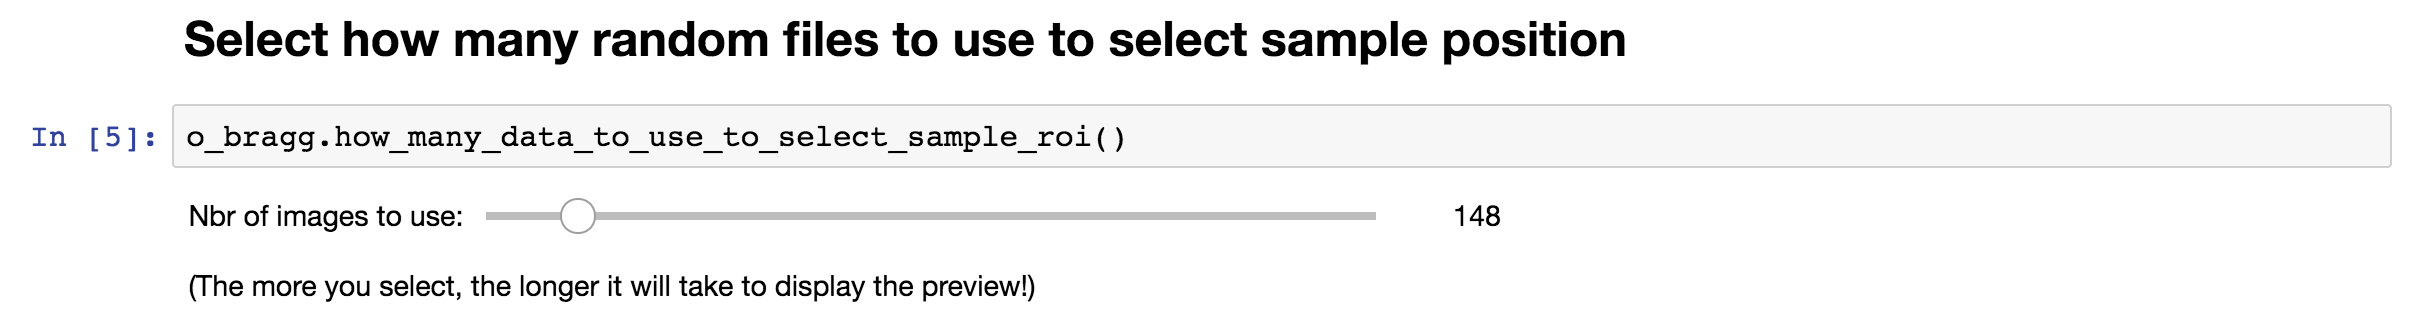 Select how many random files to use to select sample position
In [5]: o_bragg.how_many_data_to_use_to_select_sample_roi()
Nbr of images to use: 148
(The more you select, the longer it will take to display the preview!)